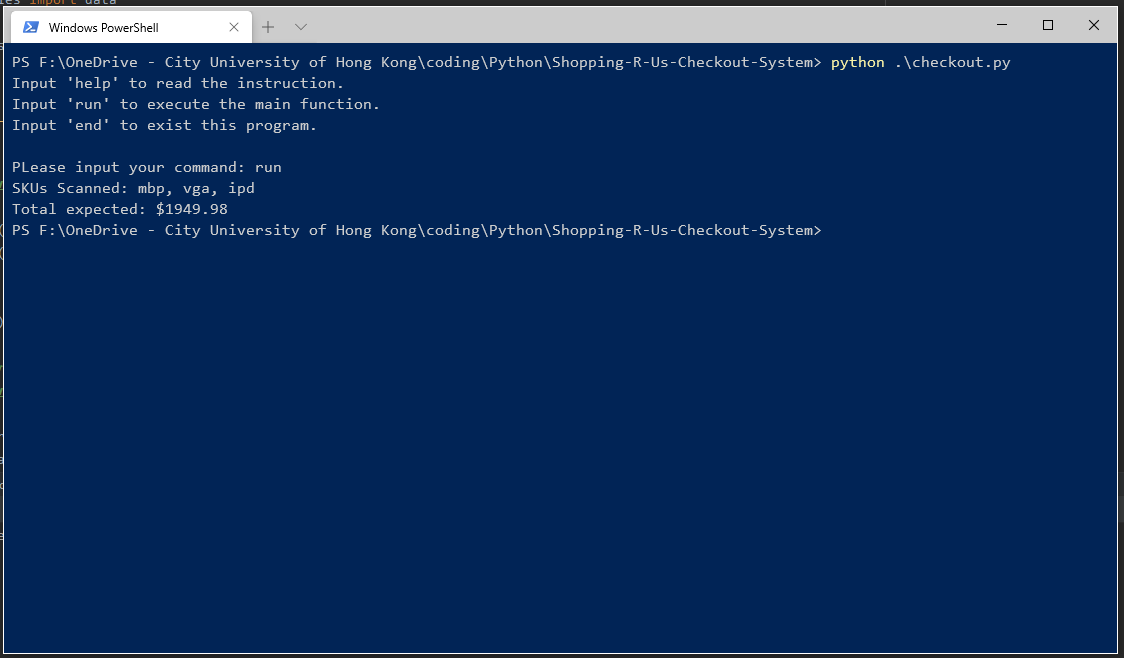 ies import data
Windows PowerShell
PS F:\OneDrive - City University of Hong Kong\coding\Python\Shopping-R-Us-Checkout-System> python .\checkout.py
Input 'help' to read the instruction.
Input 'run' to execute the main function.
Input 'end' to exist this program.
PLease input your command: run
SKUs Scanned: mbp, vga, ipd
Total expected: $1949.98
PS F:\OneDrive - City University of Hong Kong\coding\Python\Shopping-R-Us-Checkout-System>